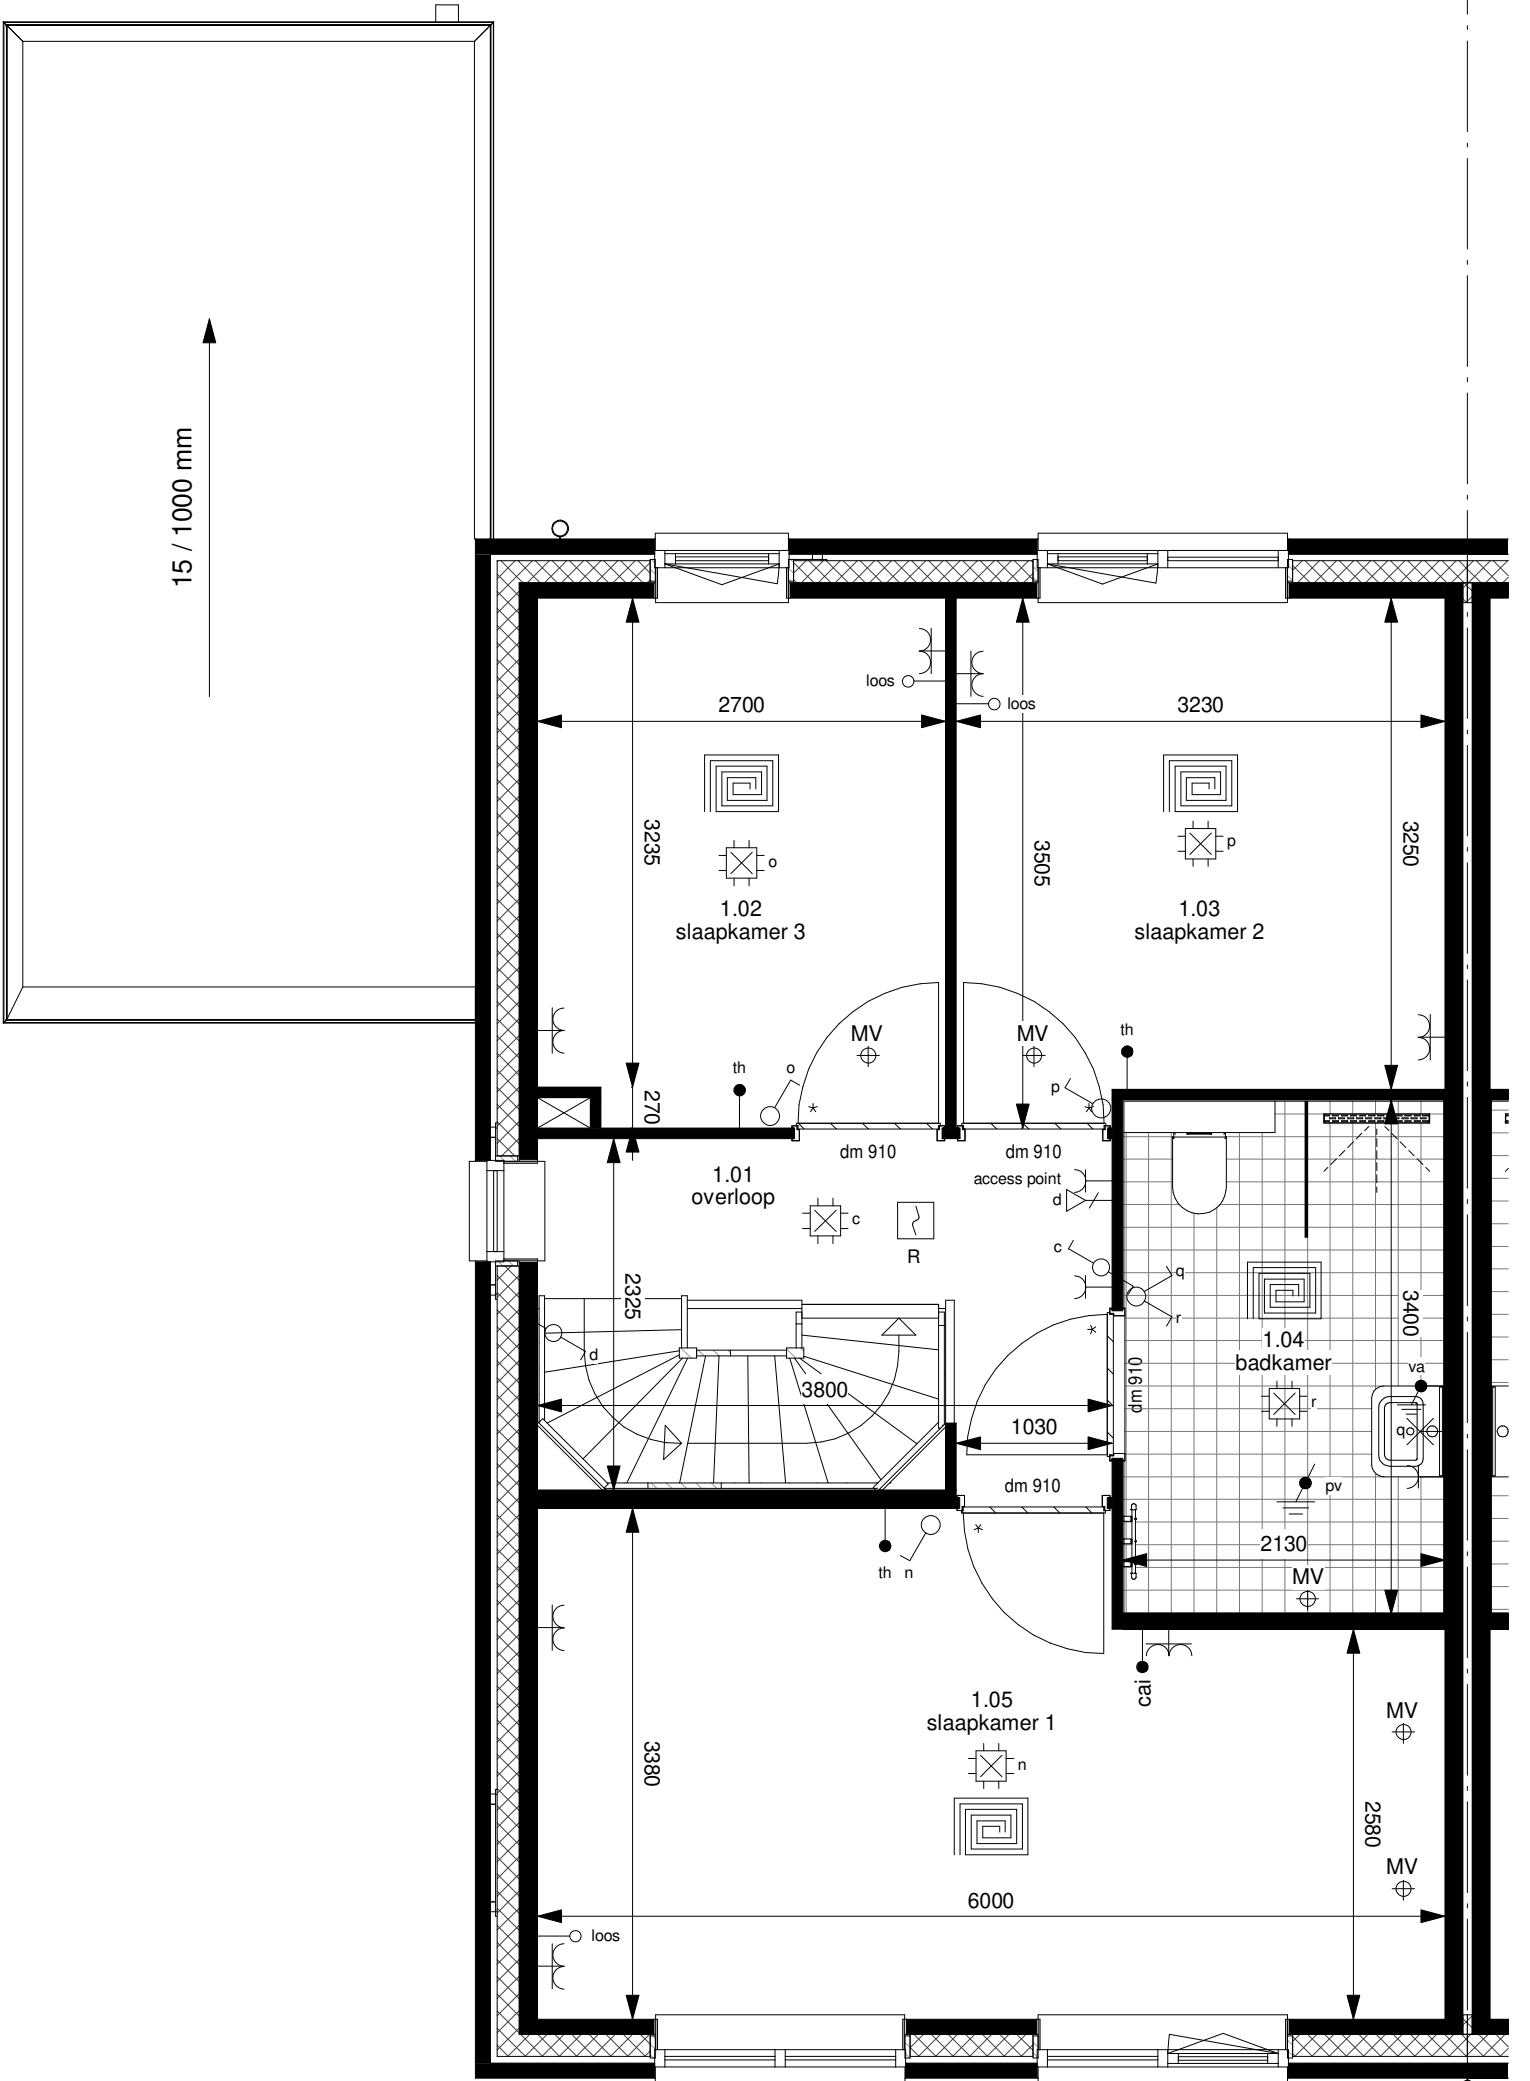 15 / 1000 mm
loos
loos
2700
3230
3235
3505
3250
o
p
1.02
slaapkamer 3
1.03
slaapkamer 2
MV
MV
th
th
o
p
*
*
270
dm 910
dm 910
1.01
overloop
access point
d
c
R
c
q
r
2325
3400
1.04
badkamer
d
*
dm 910
va
3800
r
1030
q
dm 910
pv
*
2130
th
n
MV
cai
1.05
slaapkamer 1
MV
n
3380
2580
MV
6000
loos